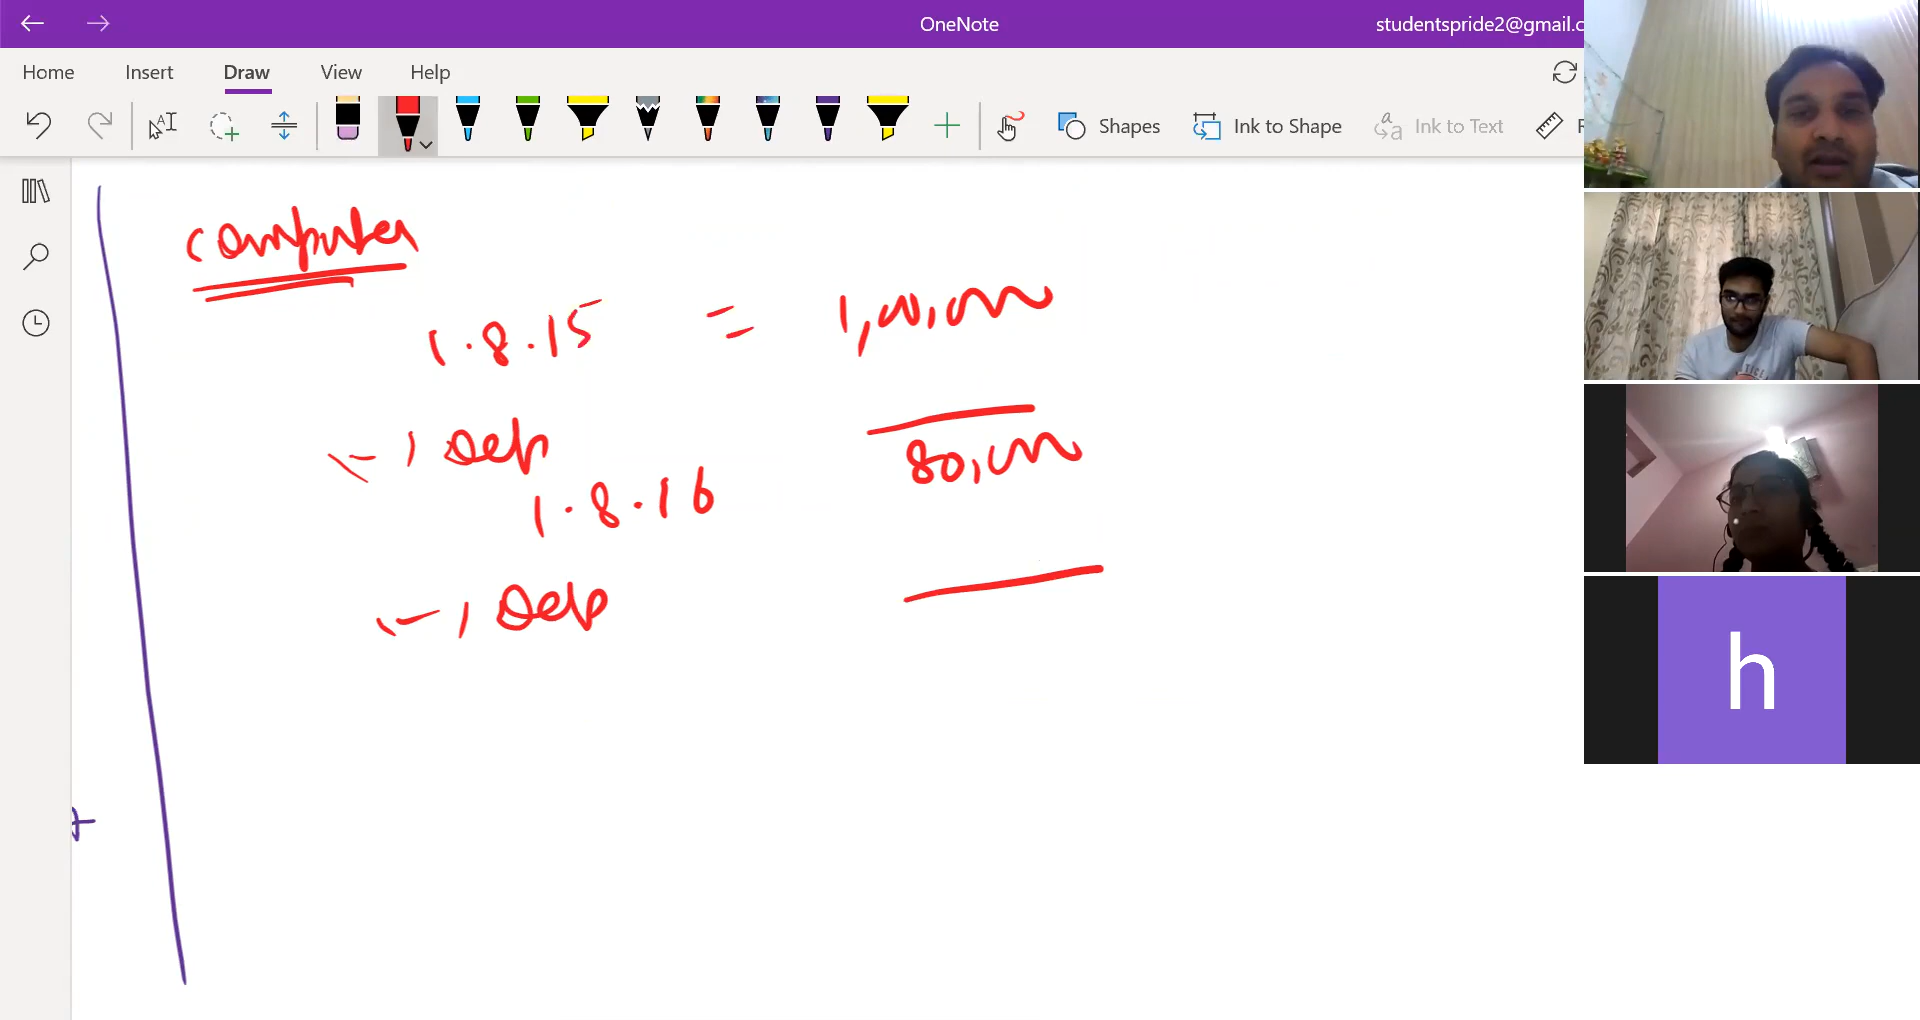 OneNote
studentspride2@gmail.c
Home Insert Draw View Help
Shapes Ink to Shape Ink to Text
computer
1.8.15 = 1,00,000
(-) Dep
80,000
1.8.16
(-) Dep
h